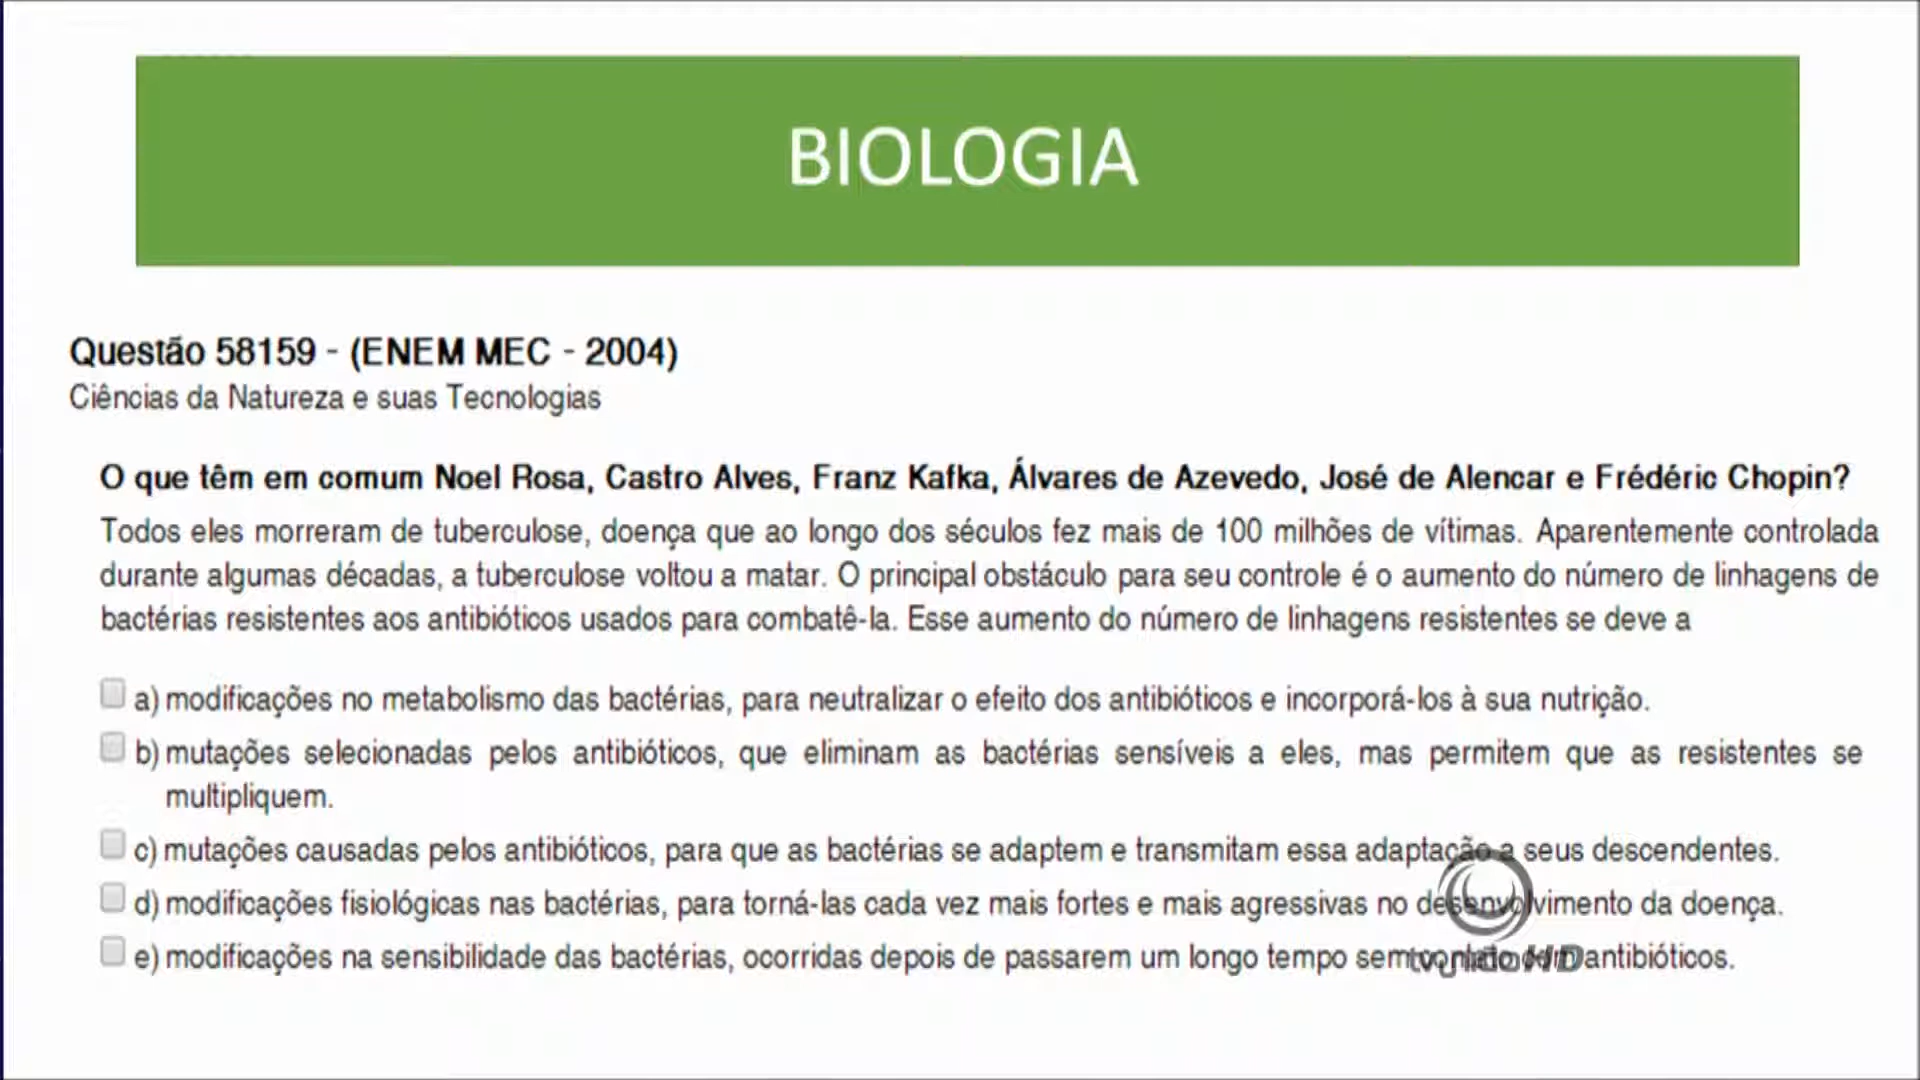 BIOLOGIA
Questão 58159 - (ENEM MEC - 2004)
Ciências da Natureza e suas Tecnologias
O que têm em comum Noel Rosa, Castro Alves, Franz Kafka, Álvares de Azevedo, José de Alencar e Frédéric Chopin?
Todos eles morreram de tuberculose, doença que ao longo dos séculos fez mais de 100 milhões de vítimas. Aparentemente controlada
durante algumas décadas, a tuberculose voltou a matar. O principal obstáculo para seu controle é o aumento do número de linhagens de
bactérias resistentes aos antibióticos usados para combatê-la. Esse aumento do número de linhagens resistentes se deve a
a) modificações no metabolismo das bactérias, para neutralizar o efeito dos antibióticos e incorporá-los à sua nutrição.
b) mutações selecionadas pelos antibióticos, que eliminam as bactérias sensíveis a eles, mas permitem que as resistentes se
multipliquem.
c) mutações causadas pelos antibióticos, para que as bactérias se adaptem e transmitam essa adaptação a seus descendentes.
d) modificações fisiológicas nas bactérias, para torná-las cada vez mais fortes e mais agressivas no desenvolvimento da doença.
e) modificações na sensibilidade das bactérias, ocorridas depois de passarem um longo tempo sem contato com antibióticos.
HD